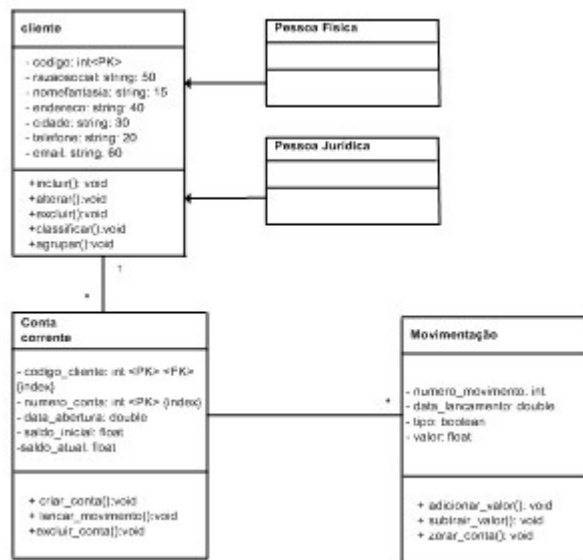 cliente
- codigo: int<PK>
- razaosocial: string: 50
- nomefantasia: string: 15
- endereco: string: 40
- cidade: string: 30
- telefone: string: 20
- email: string: 60
+incluir(): void
+alterar():void
+excluir():void
+classificar():void
+agrupar():void
Pessoa Física
Pessoa Jurídica
1
*
Conta
corrente
- codigo_cliente: int <PK> <FK>
{index}
- numero_conta: int <PK> {index}
- data_abertura: double
- saldo_inicial: float
-saldo_atual: float
+ criar_conta():void
+ lancar_movimento():void
+excluir_conta():void
*
Movimentação
- numero_movimento: int
- data_lancamento: double
- tipo: boolean
- valor: float
+ adicionar_valor(): void
+ subtrair_valor(): void
+ zerar_conta(): void